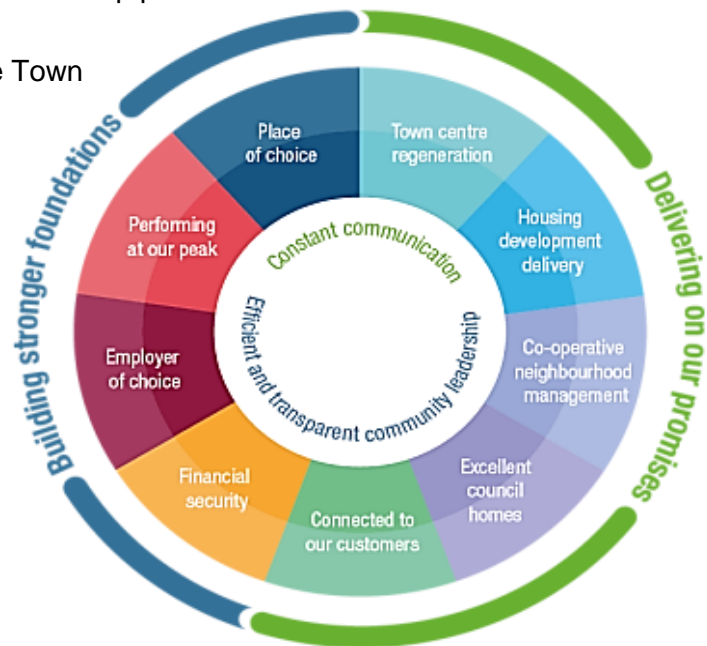 e Town
Building stronger foundations
Delivering on our promises
Place
of choice
Town centre
regeneration
Housing
development
delivery
Co-operative
neighbourhood
management
Excellent
council
homes
Connected to
our customers
Financial
security
Employer
of choice
Performing
at our peak
Constant communication
Efficient and transparent community leadership